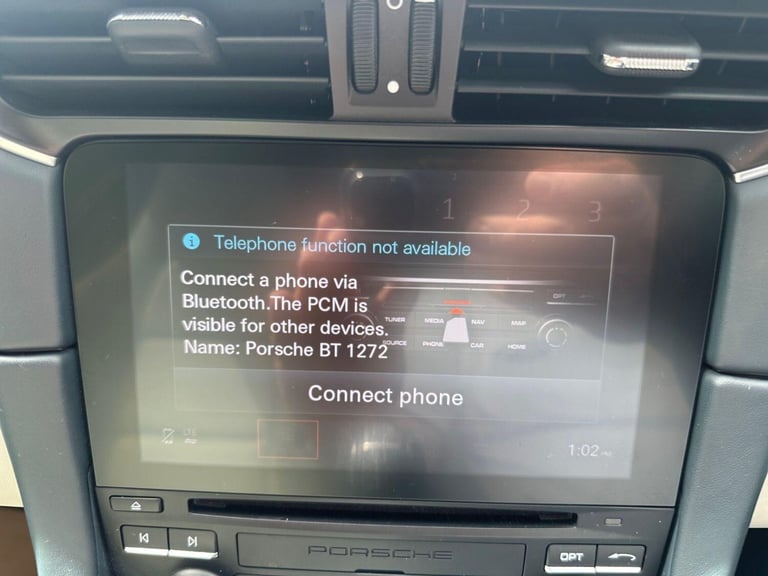 1 2 3
Telephone function not available
Connect a phone via
Bluetooth.The PCM is
visible for other devices.
Name: Porsche BT 1272
OPT
TUNER MEDIA NAV MAP
SOURCE PHONE CAR HOME
Connect phone
LTE
1:02
PORSCHE
OPT